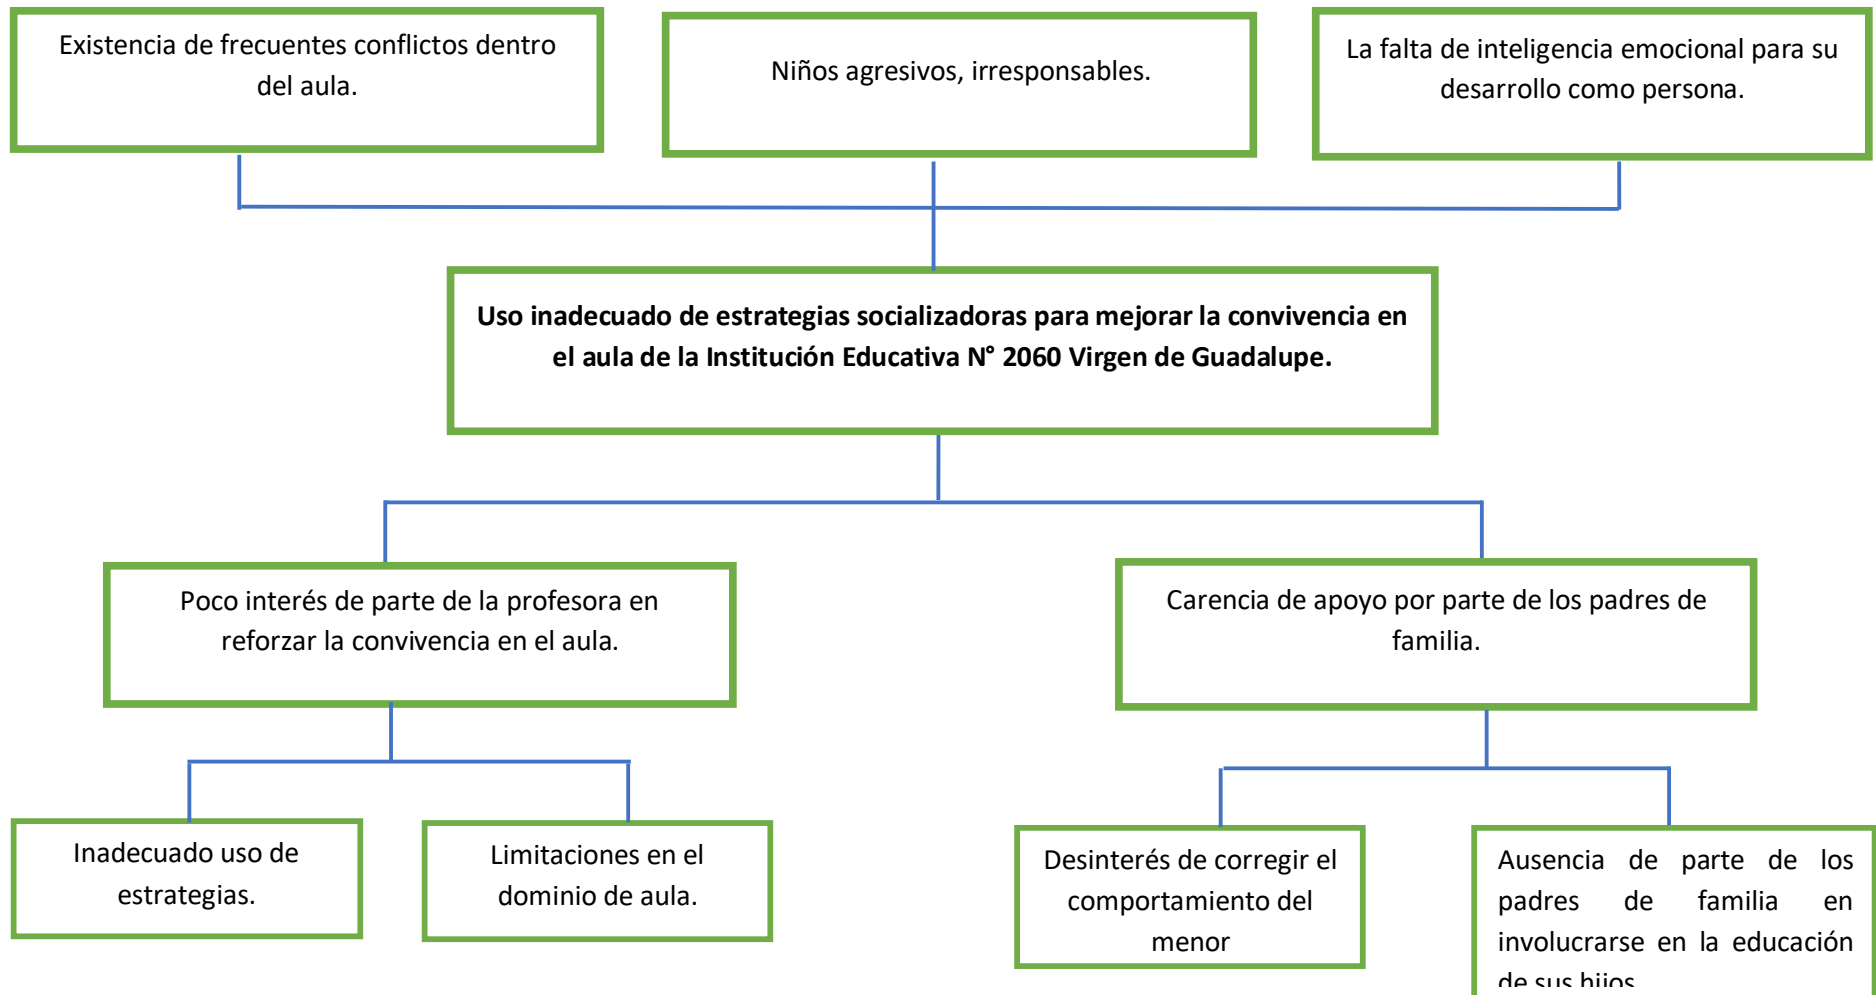 Existencia de frecuentes conflictos dentro
del aula.
Niños agresivos, irresponsables.
La falta de inteligencia emocional para su
desarrollo como persona.
Uso inadecuado de estrategias socializadoras para mejorar la convivencia en
el aula de la Institución Educativa N° 2060 Virgen de Guadalupe.
Poco interés de parte de la profesora en
reforzar la convivencia en el aula.
Carencia de apoyo por parte de los padres de
familia.
Inadecuado uso de
estrategias.
Limitaciones en el
dominio de aula.
Desinterés de corregir el
comportamiento del
menor
Ausencia de parte de los
padres de familia en
involucrarse en la educación
de sus hijos